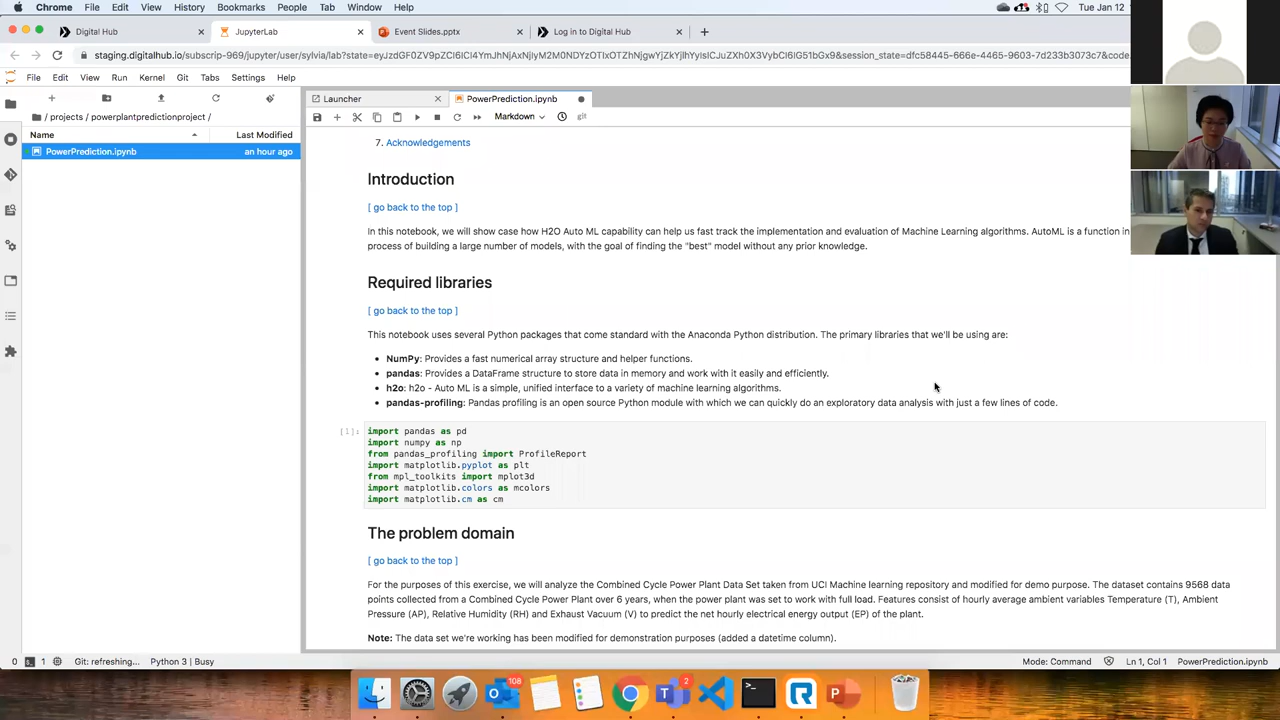 Chrome File Edit View History Bookmarks People Tab Window Help Tue Jan 12
Digital Hub JupyterLab Event Slides.pptx Log in to Digital Hub
File Edit View Run Kernel Git Tabs Settings Help
/ projects / powerplantpredictionproject /
Name Last Modified
PowerPrediction.ipynb an hour ago
Launcher PowerPrediction.ipynb
Markdown git
7. Acknowledgements
Introduction
[ go back to the top ]
In this notebook, we will show case how H2O Auto ML capability can help us fast track the implementation and evaluation of Machine Learning algorithms. AutoML is a function in
process of building a large number of models, with the goal of finding the "best" model without any prior knowledge.
Required libraries
[ go back to the top ]
This notebook uses several Python packages that come standard with the Anaconda Python distribution. The primary libraries that we'll be using are:
NumPy: Provides a fast numerical array structure and helper functions.
pandas: Provides a DataFrame structure to store data in memory and work with it easily and efficiently.
h2o: h2o - Auto ML is a simple, unified interface to a variety of machine learning algorithms.
pandas-profiling: Pandas profiling is an open source Python module with which we can quickly do an exploratory data analysis with just a few lines of code.
[1]: import pandas as pd
import numpy as np
from pandas_profiling import ProfileReport
import matplotlib.pyplot as plt
from mpl_toolkits import mplot3d
import matplotlib.colors as mcolors
import matplotlib.cm as cm
The problem domain
[ go back to the top ]
For the purposes of this exercise, we will analyze the Combined Cycle Power Plant Data Set taken from UCI Machine learning repository and modified for demo purpose. The dataset contains 9568 data
points collected from a Combined Cycle Power Plant over 6 years, when the power plant was set to work with full load. Features consist of hourly average ambient variables Temperature (T), Ambient
Pressure (AP), Relative Humidity (RH) and Exhaust Vacuum (V) to predict the net hourly electrical energy output (EP) of the plant.
Note: The data set we're working has been modified for demonstration purposes (added a datetime column).
0 1 Git: refreshing... Python 3 | Busy Mode: Command Ln 1, Col 1 PowerPrediction.ipynb
108 2